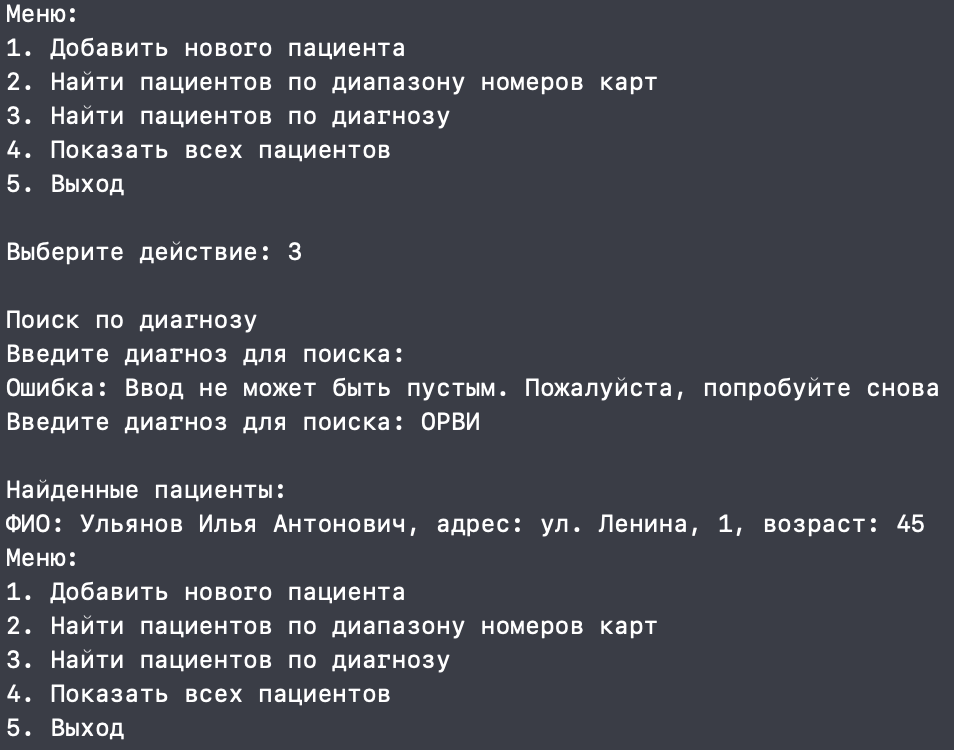 Меню:
1. Добавить нового пациента
2. Найти пациентов по диапазону номеров карт
3. Найти пациентов по диагнозу
4. Показать всех пациентов
5. Выход
Выберите действие: 3
Поиск по диагнозу
Введите диагноз для поиска:
Ошибка: Ввод не может быть пустым. Пожалуйста, попробуйте снова
Введите диагноз для поиска: ОРВИ
Найденные пациенты:
ФИО: Ульянов Илья Антонович, адрес: ул. Ленина, 1, возраст: 45
Меню:
1. Добавить нового пациента
2. Найти пациентов по диапазону номеров карт
3. Найти пациентов по диагнозу
4. Показать всех пациентов
5. Выход